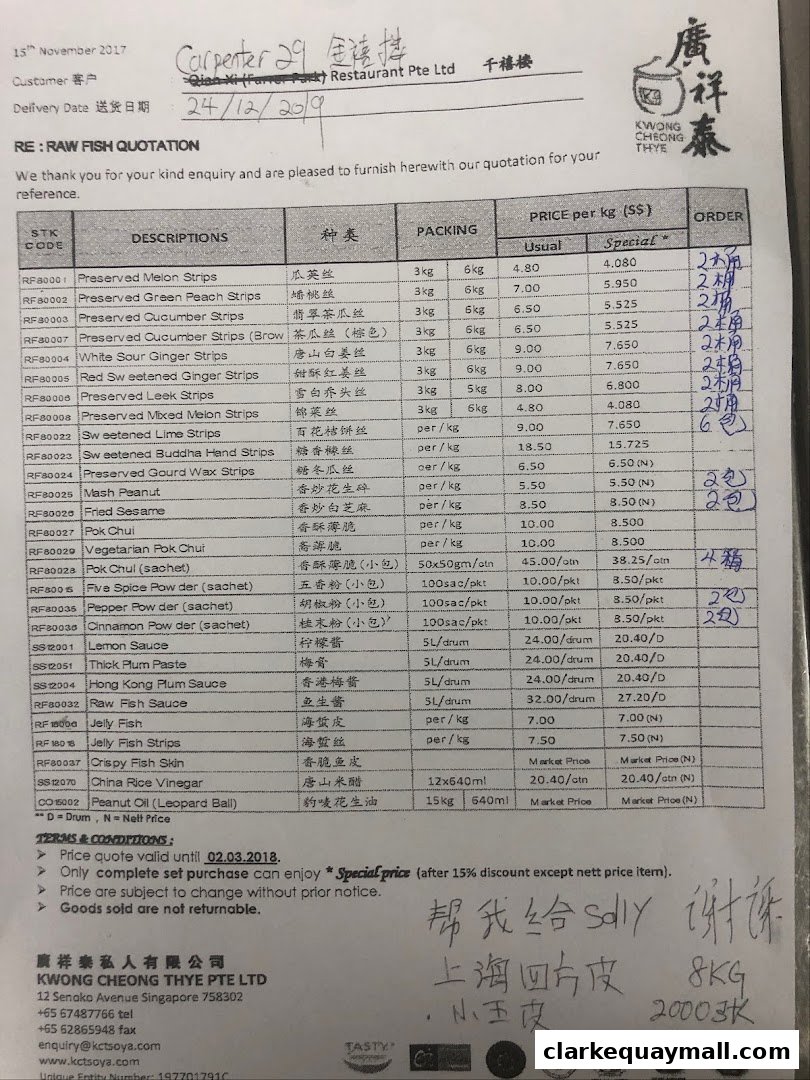 15th November 2017
Carpenter 29 金禧楼
Customer 客户 Qian Xi (Farrer Park) Restaurant Pte Ltd 千禧楼
Delivery Date 送货日期 24/12/2019
廣祥泰
KWONG CHEONG THYE
RE : RAW FISH QUOTATION
We thank you for your kind enquiry and are pleased to furnish herewith our quotation for your
reference.
STK CODE DESCRIPTIONS 种类 PACKING PRICE per kg (S$) ORDER
Usual Special *
RF80001 Preserved Melon Strips 瓜英丝 3kg 6kg 4.80 4.080 2桶
RF80002 Preserved Green Peach Strips 蟠桃丝 3kg 6kg 7.00 5.950 2桶
RF80003 Preserved Cucumber Strips 翡翠茶瓜丝 3kg 6kg 6.50 5.525 2桶
RF80007 Preserved Cucumber Strips (Brow 茶瓜丝 (棕色) 3kg 6kg 6.50 5.525 2桶
RF80004 White Sour Ginger Strips 唐山白姜丝 3kg 6kg 9.00 7.650 2桶
RF80005 Red Sweetened Ginger Strips 甜酥红姜丝 3kg 6kg 9.00 7.650 2桶
RF80006 Preserved Leek Strips 雪白乔头丝 3kg 5kg 8.00 6.800 2桶
RF80008 Preserved Mixed Melon Strips 锦菜丝 3kg 6kg 4.80 4.080 2桶
RF80022 Sweetened Lime Strips 百花桔饼丝 per / kg 9.00 7.650 6包
RF80023 Sweetened Buddha Hand Strips 糖香橼丝 per / kg 18.50 15.725
RF80024 Preserved Gourd Wax Strips 糖冬瓜丝 per / kg 6.50 6.50 (N)
RF80025 Mash Peanut 香炒花生碎 per / kg 5.50 5.50 (N) 2包
RF80026 Fried Sesame 香炒白芝麻 per / kg 8.50 8.50 (N) 2包
RF80027 Pok Chui 香酥薄脆 per / kg 10.00 8.500
RF80029 Vegetarian Pok Chui 斋薄脆 per / kg 10.00 8.500
RF80028 Pok Chui (sachet) 香酥薄脆 (小包) 50x50gm/ctn 45.00/ctn 38.25/ctn 4箱
RF80015 Five Spice Powder (sachet) 五香粉 (小包) 100sac/pkt 10.00/pkt 8.50/pkt
RF80035 Pepper Powder (sachet) 胡椒粉 (小包) 100sac/pkt 10.00/pkt 8.50/pkt 2包
RF80036 Cinnamon Powder (sachet) 桂末粉 (小包) 100sac/pkt 10.00/pkt 8.50/pkt 2包
SS12001 Lemon Sauce 柠檬酱 5L/drum 24.00/drum 20.40/D
SS12051 Thick Plum Paste 梅膏 5L/drum 24.00/drum 20.40/D
SS12004 Hong Kong Plum Sauce 香港梅酱 5L/drum 24.00/drum 20.40/D
RF80032 Raw Fish Sauce 鱼生酱 5L/drum 32.00/drum 27.20/D
RF18006 Jelly Fish 海蜇皮 per / kg 7.00 7.00 (N)
RF18018 Jelly Fish Strips 海蜇丝 per / kg 7.50 7.50 (N)
RF80037 Crispy Fish Skin 香脆鱼皮 Market Price Market Price (N)
SS12070 China Rice Vinegar 唐山米醋 12x640ml 20.40/ctn 20.40/ctn (N)
CO15002 Peanut Oil (Leopard Ball) 豹唛花生油 15kg 640ml Market Price Market Price (N)
** D = Drum , N = Nett Price
TERMS & CONDITIONS :
➢ Price quote valid until 02.03.2018.
➢ Only complete set purchase can enjoy * Special price (after 15% discount except nett price item).
➢ Price are subject to change without prior notice.
➢ Goods sold are not returnable.
帮我给 Solly 谢谢
上海四方皮 8KG
小玉皮
廣祥泰私人有限公司
KWONG CHEONG THYE PTE LTD
12 Senoko Avenue Singapore 758302
+65 67487766 tel
+65 62865948 fax
enquiry@kctsoya.com
www.kctsoya.com
Unique Entity Number: 197701791C
TASTY
clarkequaymall.com